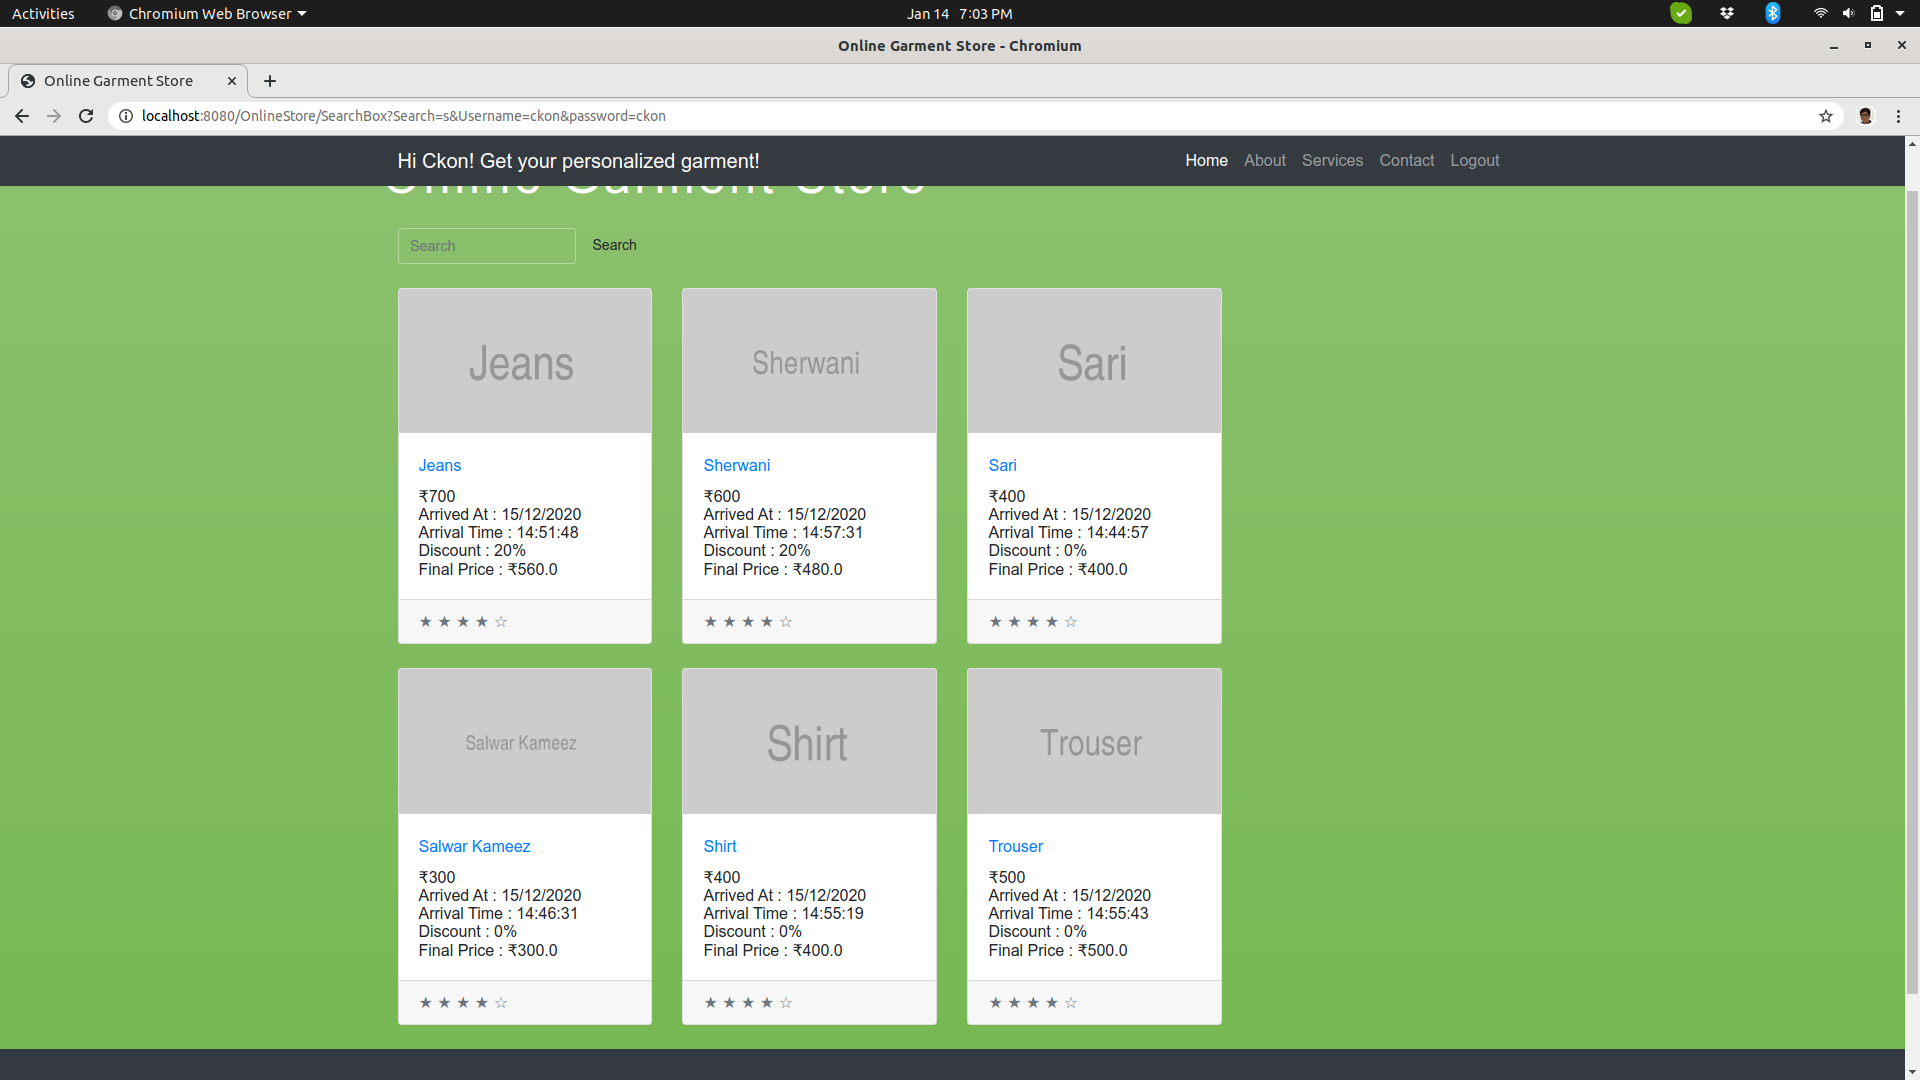 Activities Chromium Web Browser Jan 14 7:03 PM
Online Garment Store - Chromium
Online Garment Store
localhost:8080/OnlineStore/SearchBox?Search=s&Username=ckon&password=ckon
Hi Ckon! Get your personalized garment! Home About Services Contact Logout
Online Garment Store
Search Search
Jeans Sherwani Sari
Jeans Sherwani Sari
₹700 ₹600 ₹400
Arrived At : 15/12/2020 Arrived At : 15/12/2020 Arrived At : 15/12/2020
Arrival Time : 14:51:48 Arrival Time : 14:57:31 Arrival Time : 14:44:57
Discount : 20% Discount : 20% Discount : 0%
Final Price : ₹560.0 Final Price : ₹480.0 Final Price : ₹400.0
★ ★ ★ ★ ☆ ★ ★ ★ ★ ☆ ★ ★ ★ ★ ☆
Salwar Kameez Shirt Trouser
Salwar Kameez Shirt Trouser
₹300 ₹400 ₹500
Arrived At : 15/12/2020 Arrived At : 15/12/2020 Arrived At : 15/12/2020
Arrival Time : 14:46:31 Arrival Time : 14:55:19 Arrival Time : 14:55:43
Discount : 0% Discount : 0% Discount : 0%
Final Price : ₹300.0 Final Price : ₹400.0 Final Price : ₹500.0
★ ★ ★ ★ ☆ ★ ★ ★ ★ ☆ ★ ★ ★ ★ ☆